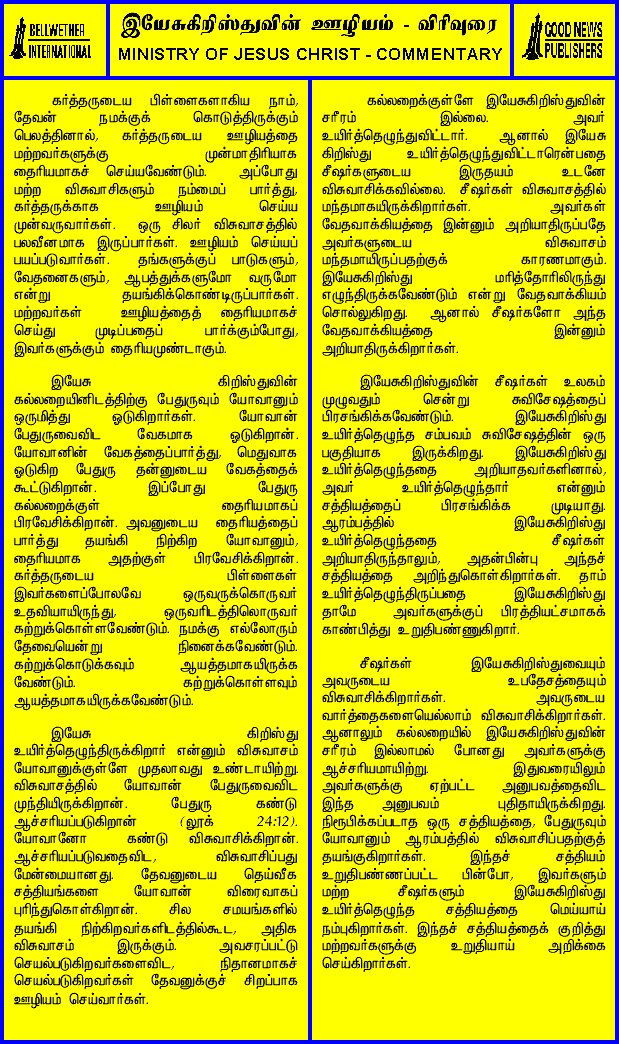 BELLWETHER
INTERNATIONAL
இயேசுகிறிஸ்துவின் ஊழியம் - விரிவுரை
MINISTRY OF JESUS CHRIST - COMMENTARY
GOOD NEWS
PUBLISHERS
கர்த்தருடைய பிள்ளைகளாகிய நாம்,
தேவன் நமக்குக் கொடுத்திருக்கும்
பெலத்தினால், கர்த்தருடைய ஊழியத்தை
மற்றவர்களுக்கு முன்மாதிரியாக
தைரியமாகச் செய்யவேண்டும். அப்போது
மற்ற விசுவாசிகளும் நம்மைப் பார்த்து,
கர்த்தருக்காக ஊழியம் செய்ய
முன்வருவார்கள். ஒரு சிலர் விசுவாசத்தில்
பலவீனமாக இருப்பார்கள். ஊழியம் செய்யப்
பயப்படுவார்கள். தங்களுக்குப் பாடுகளும்,
வேதனைகளும், ஆபத்துக்களுமோ வருமோ
என்று தயங்கிக்கொண்டிருப்பார்கள்.
மற்றவர்கள் ஊழியத்தைத் தைரியமாகச்
செய்து முடிப்பதைப் பார்க்கும்போது,
இவர்களுக்கும் தைரியமுண்டாகும்.
இயேசு கிறிஸ்துவின்
கல்லறையினிடத்திற்கு பேதுருவும் யோவானும்
ஒருமித்து ஓடுகிறார்கள். யோவான்
பேதுருவைவிட வேகமாக ஓடுகிறான்.
யோவானின் வேகத்தைப்பார்த்து, மெதுவாக
ஓடுகிற பேதுரு தன்னுடைய வேகத்தைக்
கூட்டுகிறான். இப்போது பேதுரு
கல்லறைக்குள் தைரியமாகப்
பிரவேசிக்கிறான். அவனுடைய தைரியத்தைப்
பார்த்து தயங்கி நிற்கிற யோவானும்,
தைரியமாக அதற்குள் பிரவேசிக்கிறான்.
கர்த்தருடைய பிள்ளைகள்
இவர்களைப்போலவே ஒருவருக்கொருவர்
உதவியாயிருந்து, ஒருவரிடத்திலொருவர்
கற்றுக்கொள்ளவேண்டும். நமக்கு எல்லோரும்
தேவையென்று நினைக்கவேண்டும்.
கற்றுக்கொடுக்கவும் ஆயத்தமாகயிருக்க
வேண்டும். கற்றுக்கொள்ளவும்
ஆயத்தமாகயிருக்கவேண்டும்.
இயேசு கிறிஸ்து
உயிர்த்தெழுந்திருக்கிறார் என்னும் விசுவாசம்
யோவானுக்குள்ளே முதலாவது உண்டாயிற்று.
விசுவாசத்தில் யோவான் பேதுருவைவிட
முந்தியிருக்கிறான். பேதுரு கண்டு
ஆச்சரியப்படுகிறான் (லூக் 24:12).
யோவானோ கண்டு விசுவாசிக்கிறான்.
ஆச்சரியப்படுவதைவிட, விசுவாசிப்பது
மேன்மையானது. தேவனுடைய தெய்வீக
சத்தியங்களை யோவான் விரைவாகப்
புரிந்துகொள்கிறான். சில சமயங்களில்
தயங்கி நிற்கிறவர்களிடத்தில்கூட, அதிக
விசுவாசம் இருக்கும். அவசரப்பட்டு
செயல்படுகிறவர்களைவிட, நிதானமாகச்
செயல்படுகிறவர்கள் தேவனுக்குச் சிறப்பாக
ஊழியம் செய்வார்கள்.
கல்லறைக்குள்ளே இயேசுகிறிஸ்துவின்
சரீரம் இல்லை. அவர்
உயிர்த்தெழுந்துவிட்டார். ஆனால் இயேசு
கிறிஸ்து உயிர்த்தெழுந்துவிட்டாரென்பதை
சீஷர்களுடைய இருதயம் உடனே
விசுவாசிக்கவில்லை. சீஷர்கள் விசுவாசத்தில்
மந்தமாகயிருக்கிறார்கள். அவர்கள்
வேதவாக்கியத்தை இன்னும் அறியாதிருப்பதே
அவர்களுடைய விசுவாசம்
மந்தமாயிருப்பதற்குக் காரணமாகும்.
இயேசுகிறிஸ்து மரித்தோரிலிருந்து
எழுந்திருக்கவேண்டும் என்று வேதவாக்கியம்
சொல்லுகிறது. ஆனால் சீஷர்களோ அந்த
வேதவாக்கியத்தை இன்னும்
அறியாதிருக்கிறார்கள்.
இயேசுகிறிஸ்துவின் சீஷர்கள் உலகம்
முழுவதும் சென்று சுவிசேஷத்தைப்
பிரசங்கிக்கவேண்டும். இயேசுகிறிஸ்து
உயிர்த்தெழுந்த சம்பவம் சுவிசேஷத்தின் ஒரு
பகுதியாக இருக்கிறது. இயேசுகிறிஸ்து
உயிர்த்தெழுந்ததை அறியாதவர்களினால்,
அவர் உயிர்த்தெழுந்தார் என்னும்
சத்தியத்தைப் பிரசங்கிக்க முடியாது.
ஆரம்பத்தில் இயேசுகிறிஸ்து
உயிர்த்தெழுந்ததை சீஷர்கள்
அறியாதிருந்தாலும், அதன்பின்பு அந்தச்
சத்தியத்தை அறிந்துகொள்கிறார்கள். தாம்
உயிர்த்தெழுந்திருப்பதை இயேசுகிறிஸ்து
தாமே அவர்களுக்குப் பிரத்தியட்சமாகக்
காண்பித்து உறுதிபண்ணுகிறார்.
சீஷர்கள் இயேசுகிறிஸ்துவையும்
அவருடைய உபதேசத்தையும்
விசுவாசிக்கிறார்கள். அவருடைய
வார்த்தைகளையெல்லாம் விசுவாசிக்கிறார்கள்.
ஆனாலும் கல்லறையில் இயேசுகிறிஸ்துவின்
சரீரம் இல்லாமல் போனது அவர்களுக்கு
ஆச்சரியமாயிற்று. இதுவரையிலும்
அவர்களுக்கு ஏற்பட்ட அனுபவத்தைவிட
இந்த அனுபவம் புதிதாயிருக்கிறது.
நிரூபிக்கப்படாத ஒரு சத்தியத்தை, பேதுருவும்
யோவானும் ஆரம்பத்தில் விசுவாசிப்பதற்குத்
தயங்குகிறார்கள். இந்தச் சத்தியம்
உறுதிபண்ணப்பட்ட பின்போ, இவர்களும்
மற்ற சீஷர்களும் இயேசுகிறிஸ்து
உயிர்த்தெழுந்த சத்தியத்தை மெய்யாய்
நம்புகிறார்கள். இந்தச் சத்தியத்தைக் குறித்து
மற்றவர்களுக்கு உறுதியாய் அறிக்கை
செய்கிறார்கள்.